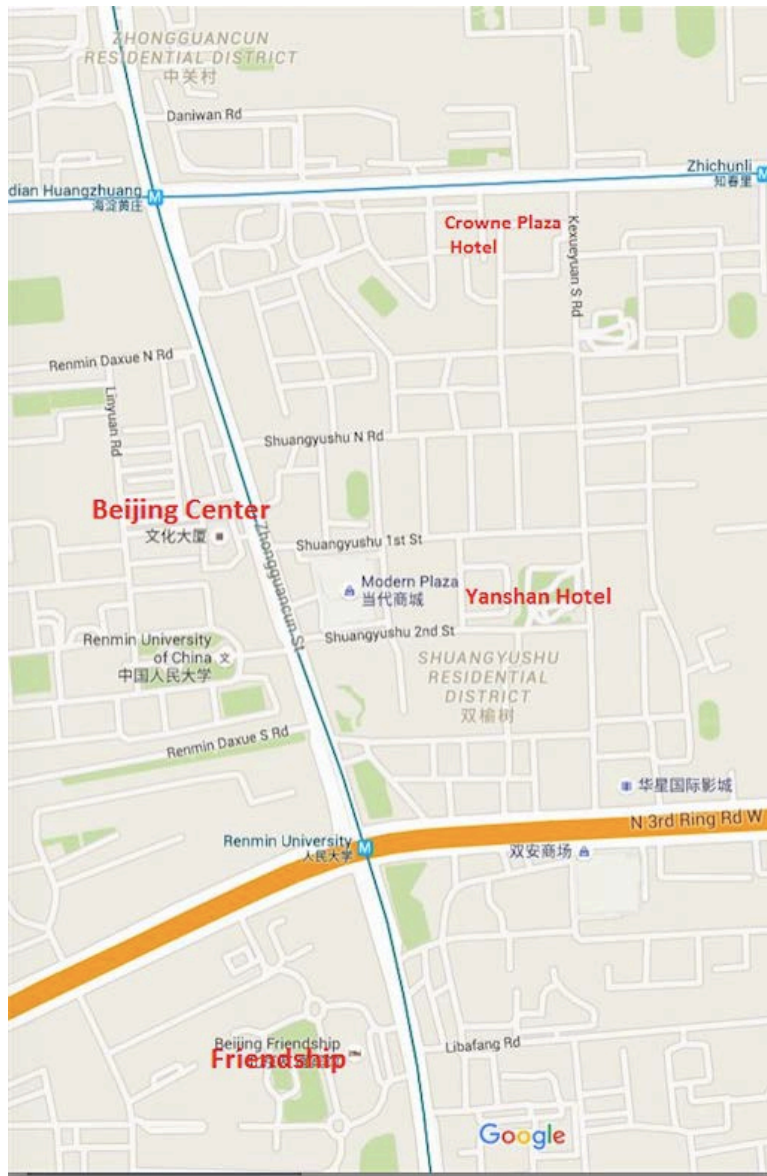 ZHONGGUANCUN
RESIDENTIAL DISTRICT
中关村
Daniwan Rd
Zhichunli
知春里
dian Huangzhuang
海淀黄庄
Crowne Plaza
Hotel
Kexueyuan S Rd
Renmin Daxue N Rd
Linyuan Rd
Shuangyushu N Rd
Beijing Center
文化大厦
Zhongguancun St
Shuangyushu 1st St
Modern Plaza
当代商城
Yanshan Hotel
Shuangyushu 2nd St
Renmin University
of China
中国人民大学
SHUANGYUSHU
RESIDENTIAL
DISTRICT
双榆树
Renmin Daxue S Rd
华星国际影城
N 3rd Ring Rd W
Renmin University
人民大学
双安商场
Beijing Friendship
Friendship
Libafang Rd
Google